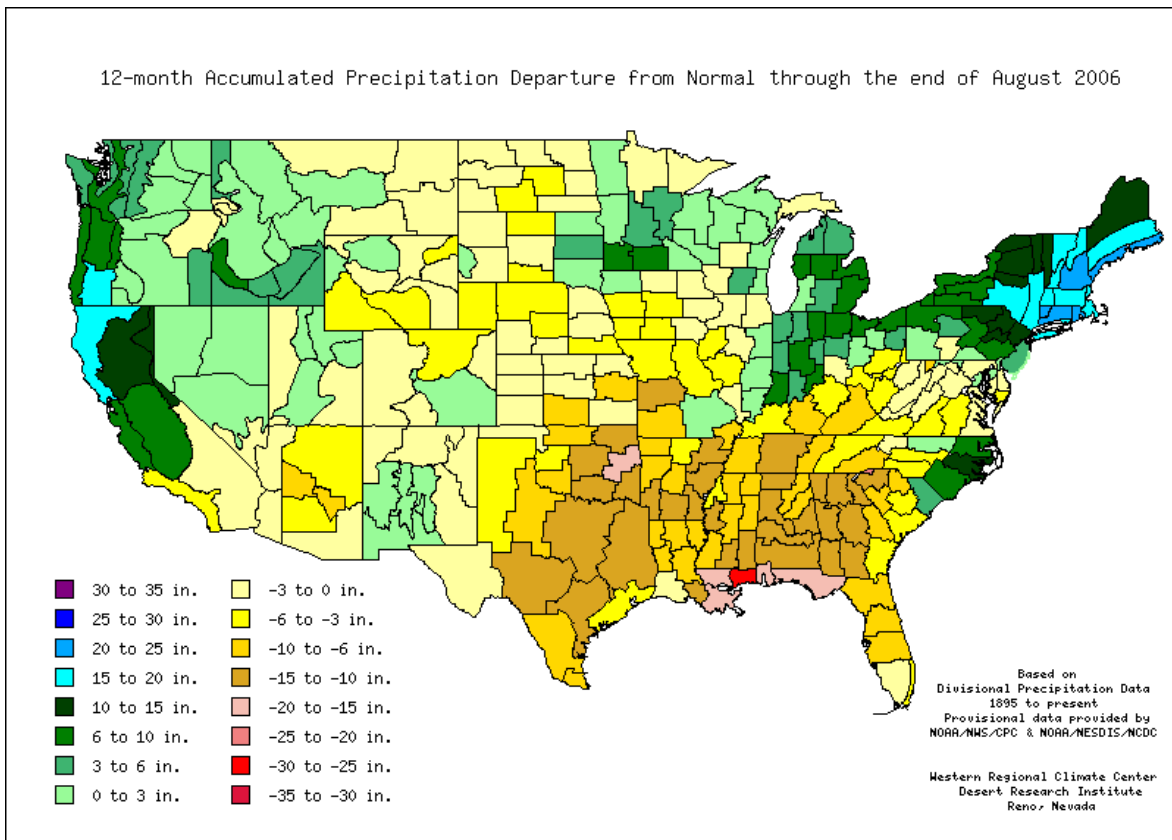 12-month Accumulated Precipitation Departure from Normal through the end of August 2006
30 to 35 in.
25 to 30 in.
20 to 25 in.
15 to 20 in.
10 to 15 in.
6 to 10 in.
3 to 6 in.
0 to 3 in.
-3 to 0 in.
-6 to -3 in.
-10 to -6 in.
-15 to -10 in.
-20 to -15 in.
-25 to -20 in.
-30 to -25 in.
-35 to -30 in.
Based on
Divisional Precipitation Data
1895 to present
Provisional data provided by
NOAA/NWS/CPC & NOAA/NESDIS/NCDC
Western Regional Climate Center
Desert Research Institute
Reno, Nevada